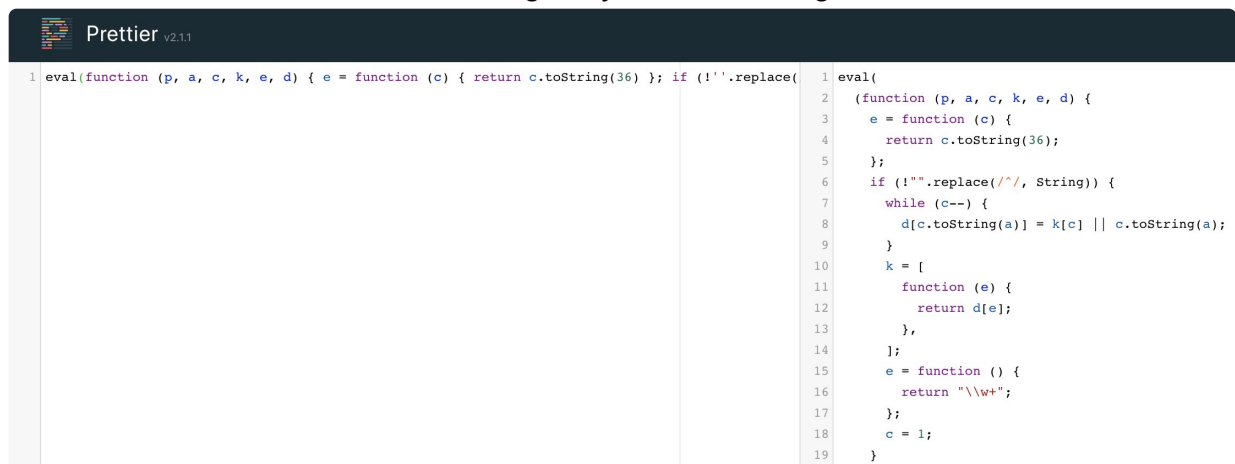 Prettier v2.1.1
1 eval(function (p, a, c, k, e, d) { e = function (c) { return c.toString(36) }; if (!''.replace(
1 eval(
2 (function (p, a, c, k, e, d) {
3 e = function (c) {
4 return c.toString(36);
5 };
6 if (!"".replace(/^/, String)) {
7 while (c--) {
8 d[c.toString(a)] = k[c] || c.toString(a);
9 }
10 k = [
11 function (e) {
12 return d[e];
13 },
14 ];
15 e = function () {
16 return "\\w+";
17 };
18 c = 1;
19 }